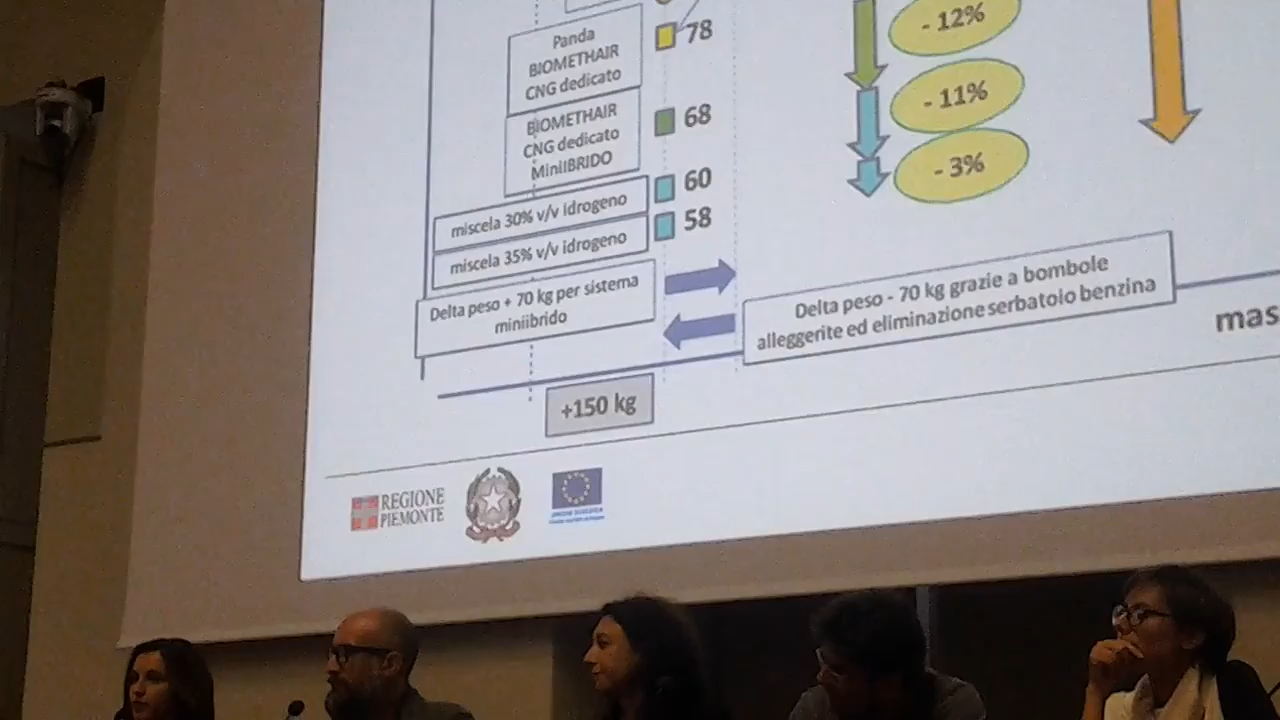 Panda
BIOMETHAIR
CNG dedicato
78
- 12%
BIOMETHAIR
CNG dedicato
MiniIBRIDO
68
- 11%
miscela 30% v/v idrogeno
60
- 3%
miscela 35% v/v idrogeno
58
Delta peso + 70 kg per sistema
miniibrido
Delta peso - 70 kg grazie a bombole
alleggerite ed eliminazione serbatoio benzina
mas
+150 kg
REGIONE
PIEMONTE
UNIONE EUROPEA